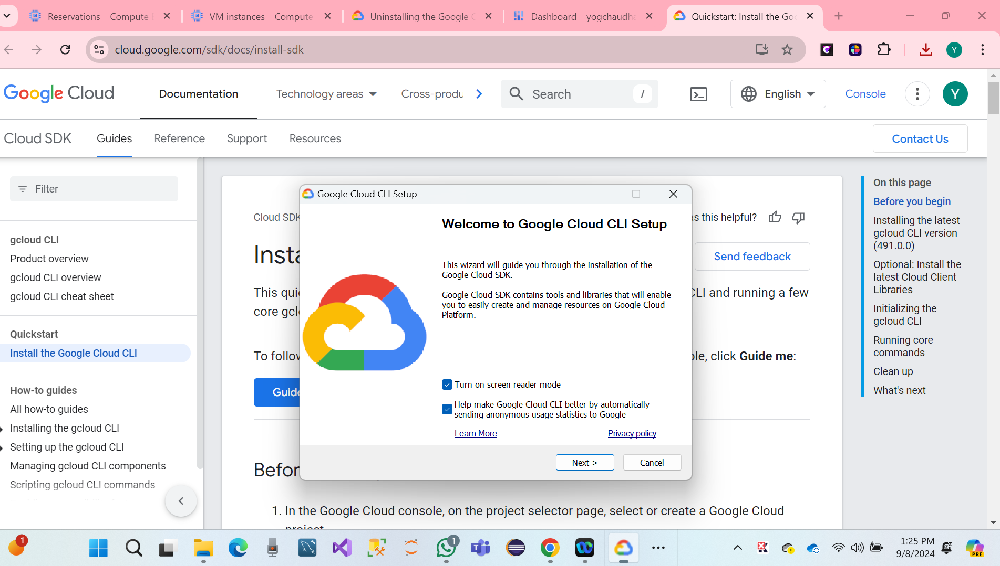 Reservations – Compute
VM instances – Compute
Uninstalling the Google
Dashboard – yogchaudha
Quickstart: Install the Goo
cloud.google.com/sdk/docs/install-sdk
Y
Google Cloud
Documentation
Technology areas
Cross-produ
Search
/
English
Console
Y
Cloud SDK
Guides
Reference
Support
Resources
Contact Us
Filter
gcloud CLI
Product overview
gcloud CLI overview
gcloud CLI cheat sheet
Quickstart
Install the Google Cloud CLI
How-to guides
All how-to guides
Installing the gcloud CLI
Setting up the gcloud CLI
Managing gcloud CLI components
Scripting gcloud CLI commands
Cloud SDK
as this helpful?
Insta
Send feedback
This qui
CLI and running a few
core gcl
To follow
ole, click Guide me:
Guide
Before
1. In the Google Cloud console, on the project selector page, select or create a Google Cloud
project
Google Cloud CLI Setup
Welcome to Google Cloud CLI Setup
This wizard will guide you through the installation of the
Google Cloud SDK.
Google Cloud SDK contains tools and libraries that will enable
you to easily create and manage resources on Google Cloud
Platform.
Turn on screen reader mode
Help make Google Cloud CLI better by automatically
sending anonymous usage statistics to Google
Learn More
Privacy policy
Next >
Cancel
On this page
Before you begin
Installing the latest
gcloud CLI version
(491.0.0)
Optional: Install the
latest Cloud Client
Libraries
Initializing the
gcloud CLI
Running core
commands
Clean up
What's next
1
1
PRE
1:25 PM
9/8/2024